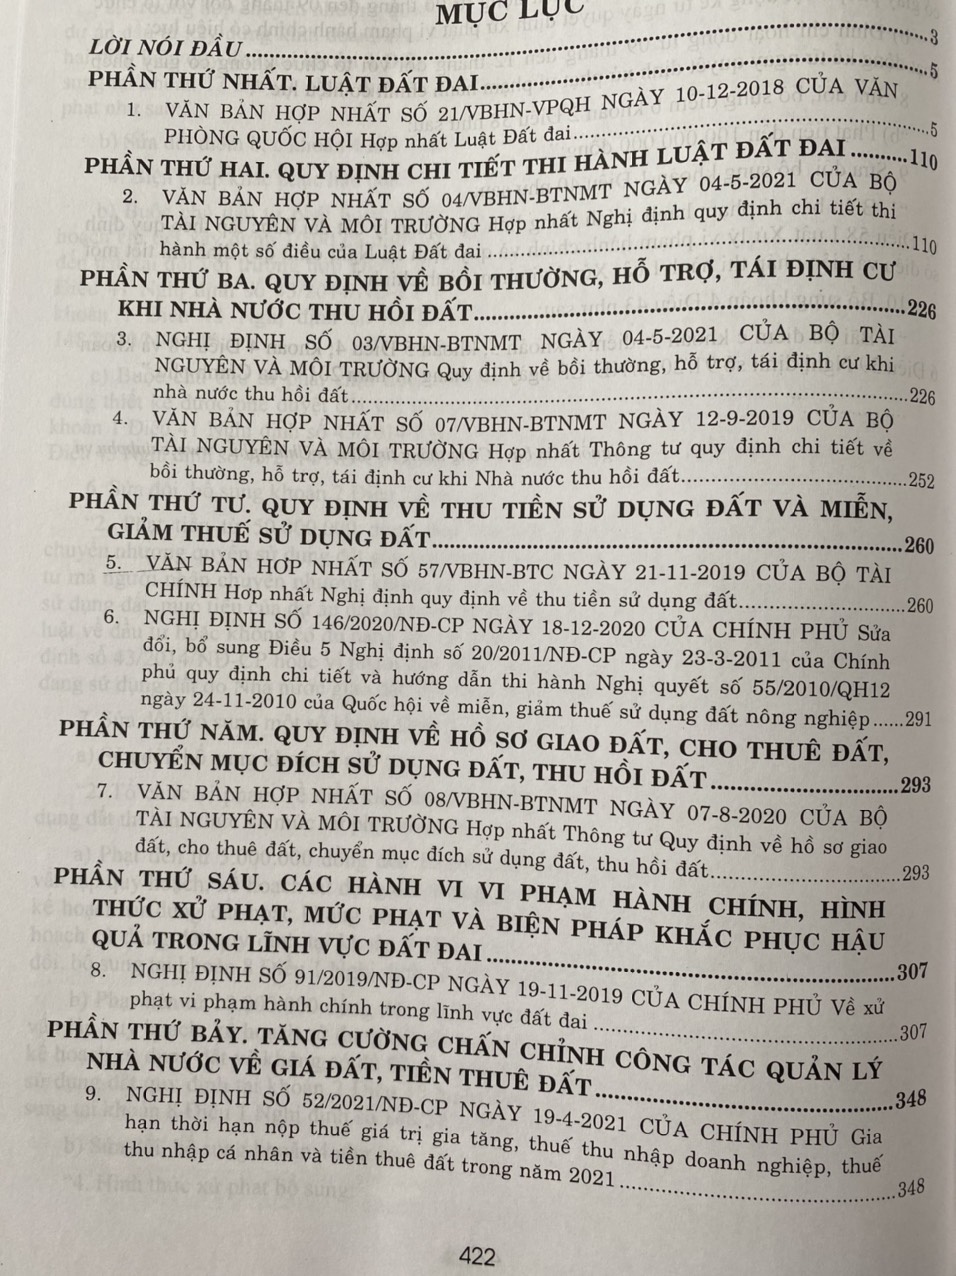 MỤC LỤC
LỜI NÓI ĐẦU..........3
PHẦN THỨ NHẤT. LUẬT ĐẤT ĐAI..........5
1. VĂN BẢN HỢP NHẤT SỐ 21/VBHN-VPQH NGÀY 10-12-2018 CỦA VĂN
PHÒNG QUỐC HỘI Hợp nhất Luật Đất đai..........5
PHẦN THỨ HAI. QUY ĐỊNH CHI TIẾT THI HÀNH LUẬT ĐẤT ĐAI..........110
2. VĂN BẢN HỢP NHẤT SỐ 04/VBHN-BTNMT NGÀY 04-5-2021 CỦA BỘ
TÀI NGUYÊN VÀ MÔI TRƯỜNG Hợp nhất Nghị định quy định chi tiết thi
hành một số điều của Luật Đất đai..........110
PHẦN THỨ BA. QUY ĐỊNH VỀ BỒI THƯỜNG, HỖ TRỢ, TÁI ĐỊNH CƯ
KHI NHÀ NƯỚC THU HỒI ĐẤT..........226
3. NGHỊ ĐỊNH SỐ 03/VBHN-BTNMT NGÀY 04-5-2021 CỦA BỘ TÀI
NGUYÊN VÀ MÔI TRƯỜNG Quy định về bồi thường, hỗ trợ, tái định cư khi
nhà nước thu hồi đất..........226
4. VĂN BẢN HỢP NHẤT SỐ 07/VBHN-BTNMT NGÀY 12-9-2019 CỦA BỘ
TÀI NGUYÊN VÀ MÔI TRƯỜNG Hợp nhất Thông tư quy định chi tiết về
bồi thường, hỗ trợ, tái định cư khi Nhà nước thu hồi đất..........252
PHẦN THỨ TƯ. QUY ĐỊNH VỀ THU TIỀN SỬ DỤNG ĐẤT VÀ MIỄN,
GIẢM THUẾ SỬ DỤNG ĐẤT..........260
5. VĂN BẢN HỢP NHẤT SỐ 57/VBHN-BTC NGÀY 21-11-2019 CỦA BỘ TÀI
CHÍNH Hợp nhất Nghị định quy định về thu tiền sử dụng đất..........260
6. NGHỊ ĐỊNH SỐ 146/2020/NĐ-CP NGÀY 18-12-2020 CỦA CHÍNH PHỦ Sửa
đổi, bổ sung Điều 5 Nghị định số 20/2011/NĐ-CP ngày 23-3-2011 của Chính
phủ quy định chi tiết và hướng dẫn thi hành Nghị quyết số 55/2010/QH12
ngày 24-11-2010 của Quốc hội về miễn, giảm thuế sử dụng đất nông nghiệp......291
PHẦN THỨ NĂM. QUY ĐỊNH VỀ HỒ SƠ GIAO ĐẤT, CHO THUÊ ĐẤT,
CHUYỂN MỤC ĐÍCH SỬ DỤNG ĐẤT, THU HỒI ĐẤT..........293
7. VĂN BẢN HỢP NHẤT SỐ 08/VBHN-BTNMT NGÀY 07-8-2020 CỦA BỘ
TÀI NGUYÊN VÀ MÔI TRƯỜNG Hợp nhất Thông tư Quy định về hồ sơ giao
đất, cho thuê đất, chuyển mục đích sử dụng đất, thu hồi đất..........293
PHẦN THỨ SÁU. CÁC HÀNH VI VI PHẠM HÀNH CHÍNH, HÌNH
THỨC XỬ PHẠT, MỨC PHẠT VÀ BIỆN PHÁP KHẮC PHỤC HẬU
QUẢ TRONG LĨNH VỰC ĐẤT ĐAI..........307
8. NGHỊ ĐỊNH SỐ 91/2019/NĐ-CP NGÀY 19-11-2019 CỦA CHÍNH PHỦ Về xử
phạt vi phạm hành chính trong lĩnh vực đất đai..........307
PHẦN THỨ BẢY. TĂNG CƯỜNG CHẤN CHỈNH CÔNG TÁC QUẢN LÝ
NHÀ NƯỚC VỀ GIÁ ĐẤT, TIỀN THUÊ ĐẤT..........348
9. NGHỊ ĐỊNH SỐ 52/2021/NĐ-CP NGÀY 19-4-2021 CỦA CHÍNH PHỦ Gia
hạn thời hạn nộp thuế giá trị gia tăng, thuế thu nhập doanh nghiệp, thuế
thu nhập cá nhân và tiền thuê đất trong năm 2021..........348
422